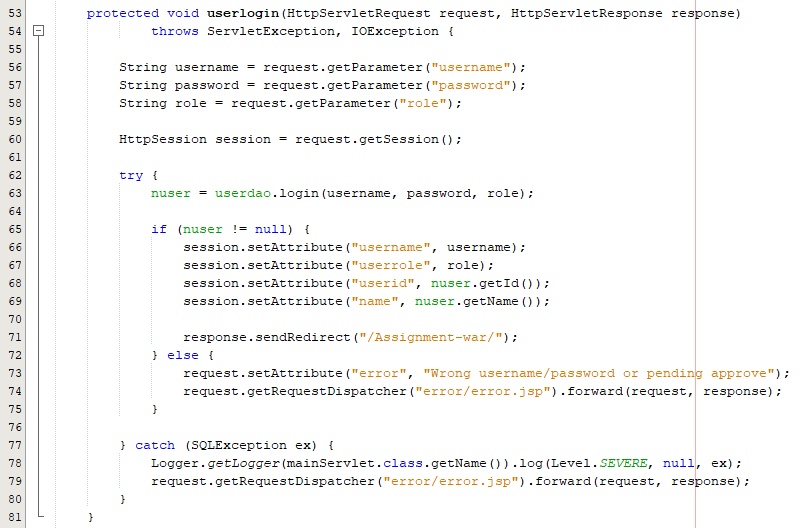 53 protected void userlogin(HttpServletRequest request, HttpServletResponse response)
54 throws ServletException, IOException {
55
56 String username = request.getParameter("username");
57 String password = request.getParameter("password");
58 String role = request.getParameter("role");
59
60 HttpSession session = request.getSession();
61
62 try {
63 nuser = userdao.login(username, password, role);
64
65 if (nuser != null) {
66 session.setAttribute("username", username);
67 session.setAttribute("userrole", role);
68 session.setAttribute("userid", nuser.getId());
69 session.setAttribute("name", nuser.getName());
70
71 response.sendRedirect("/Assignment-war/");
72 } else {
73 request.setAttribute("error", "Wrong username/password or pending approve");
74 request.getRequestDispatcher("error/error.jsp").forward(request, response);
75 }
76
77 } catch (SQLException ex) {
78 Logger.getLogger(mainServlet.class.getName()).log(Level.SEVERE, null, ex);
79 request.getRequestDispatcher("error/error.jsp").forward(request, response);
80 }
81 }